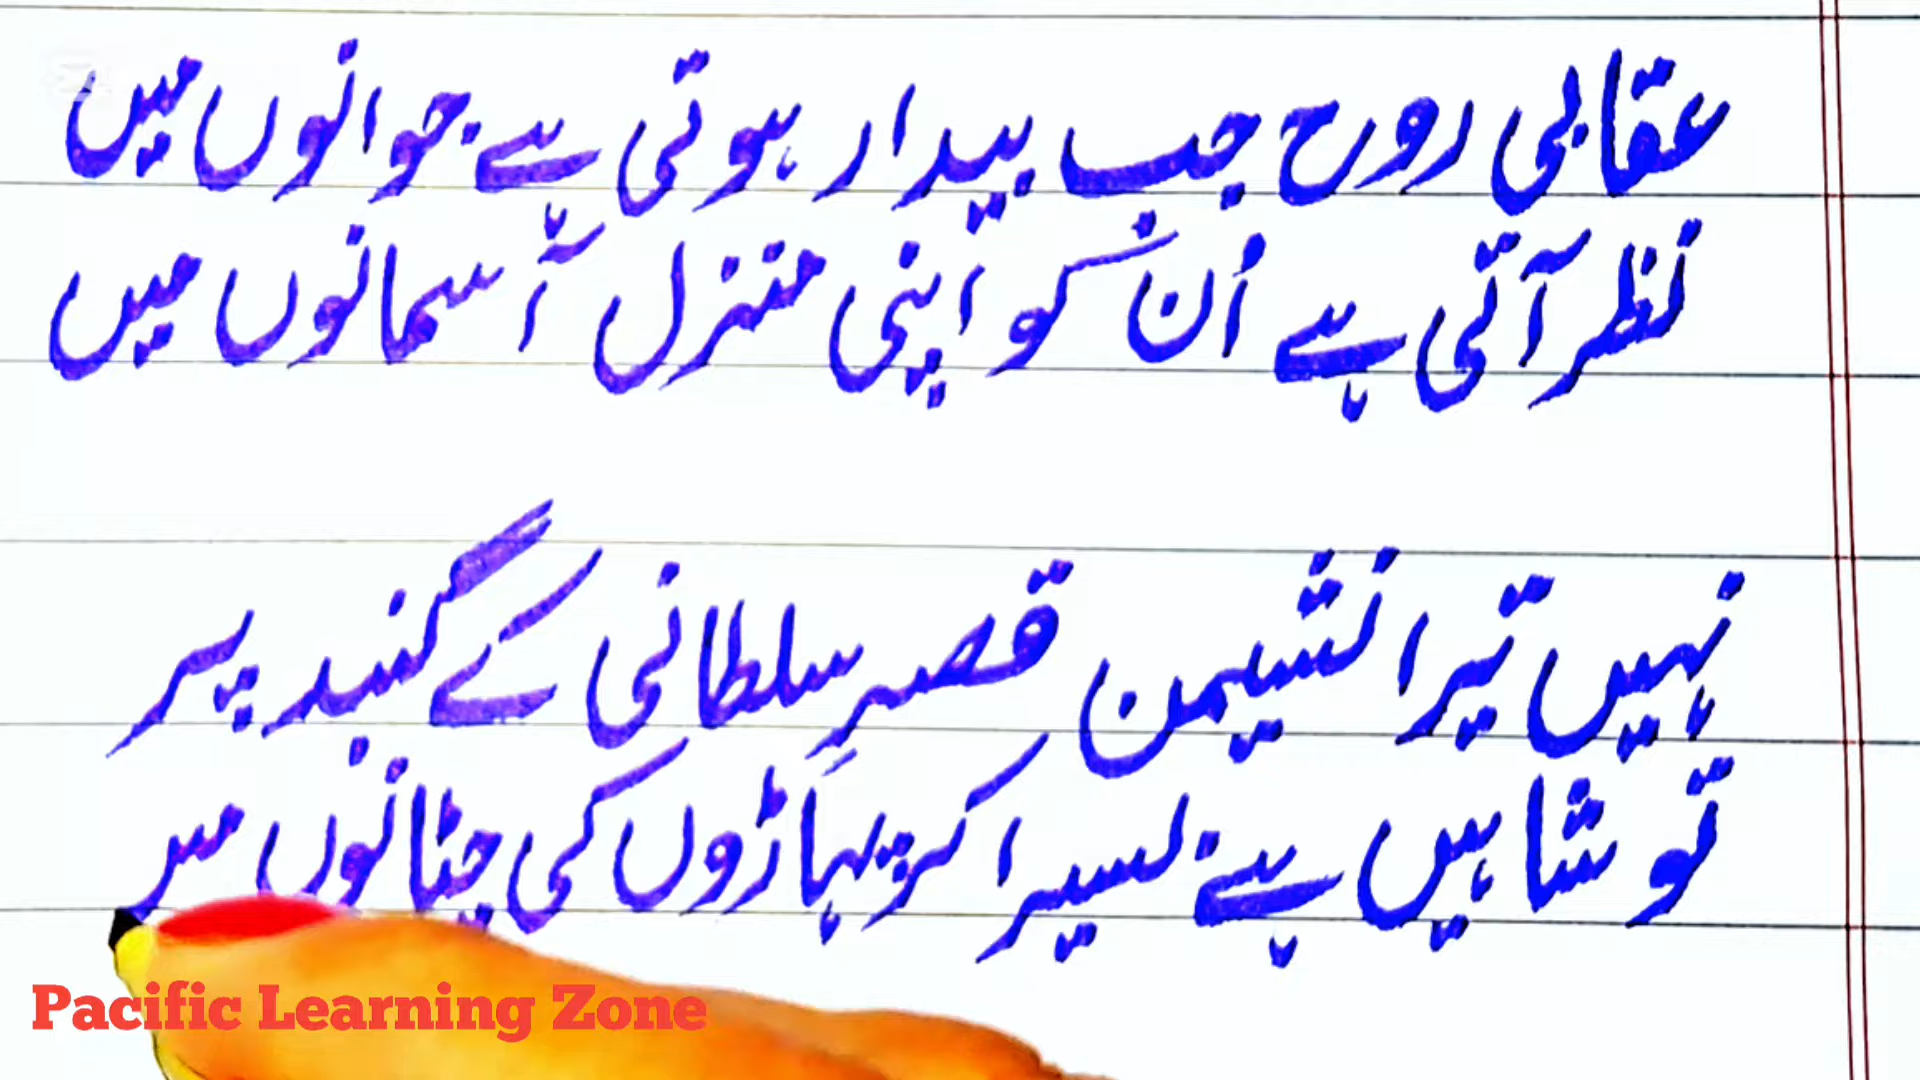 عقابی روح جب بیدار ہوتی ہے جوانوں میں
نظر آتی ہے اُن کو اپنی منزل آسمانوں میں
نہیں تیرا نشیمن قصرِ سلطانی کے گنبد پر
تو شاہیں ہے بسیرا کر پہاڑوں کی چٹانوں میں
Pacific Learning Zone